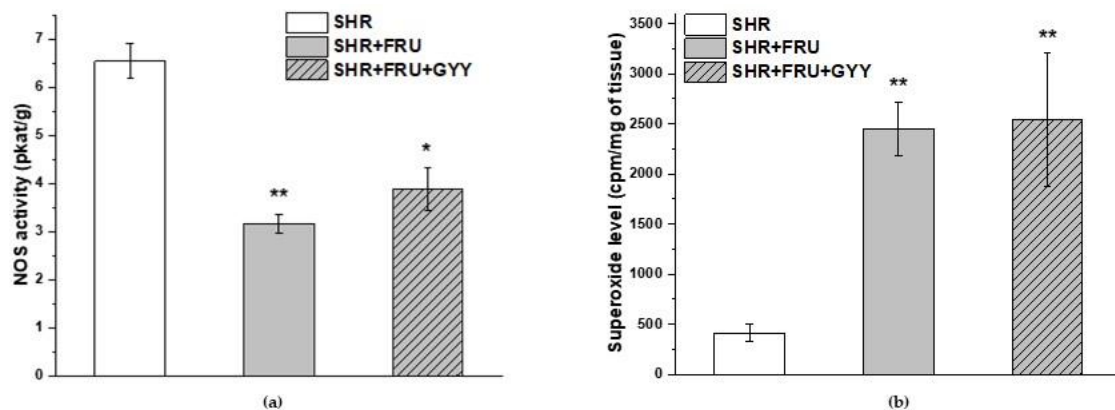 SHR
SHR+FRU
SHR+FRU+GYY
NOS activity (pkat/g)
7
6
5
4
3
2
1
0
**
*
(a)
SHR
SHR+FRU
SHR+FRU+GYY
Superoxide level (cpm/mg of tissue)
3500
3000
2500
2000
1500
1000
500
0
**
**
(b)